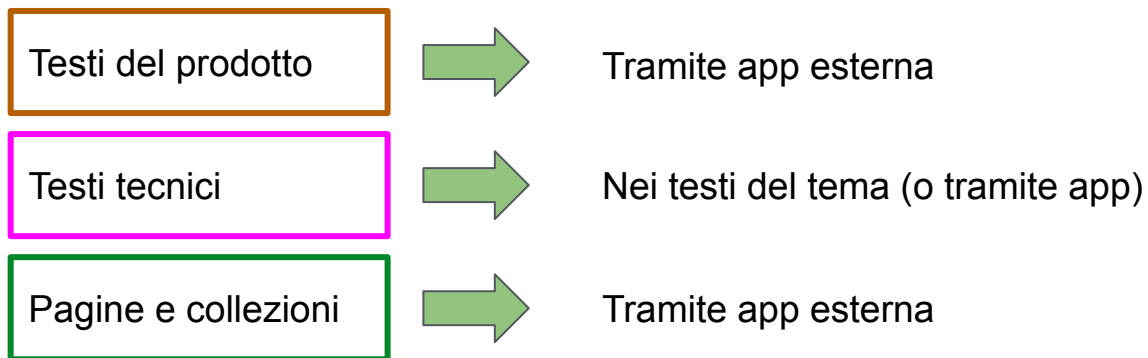 Testi del prodotto
Tramite app esterna
Testi tecnici
Nei testi del tema (o tramite app)
Pagine e collezioni
Tramite app esterna